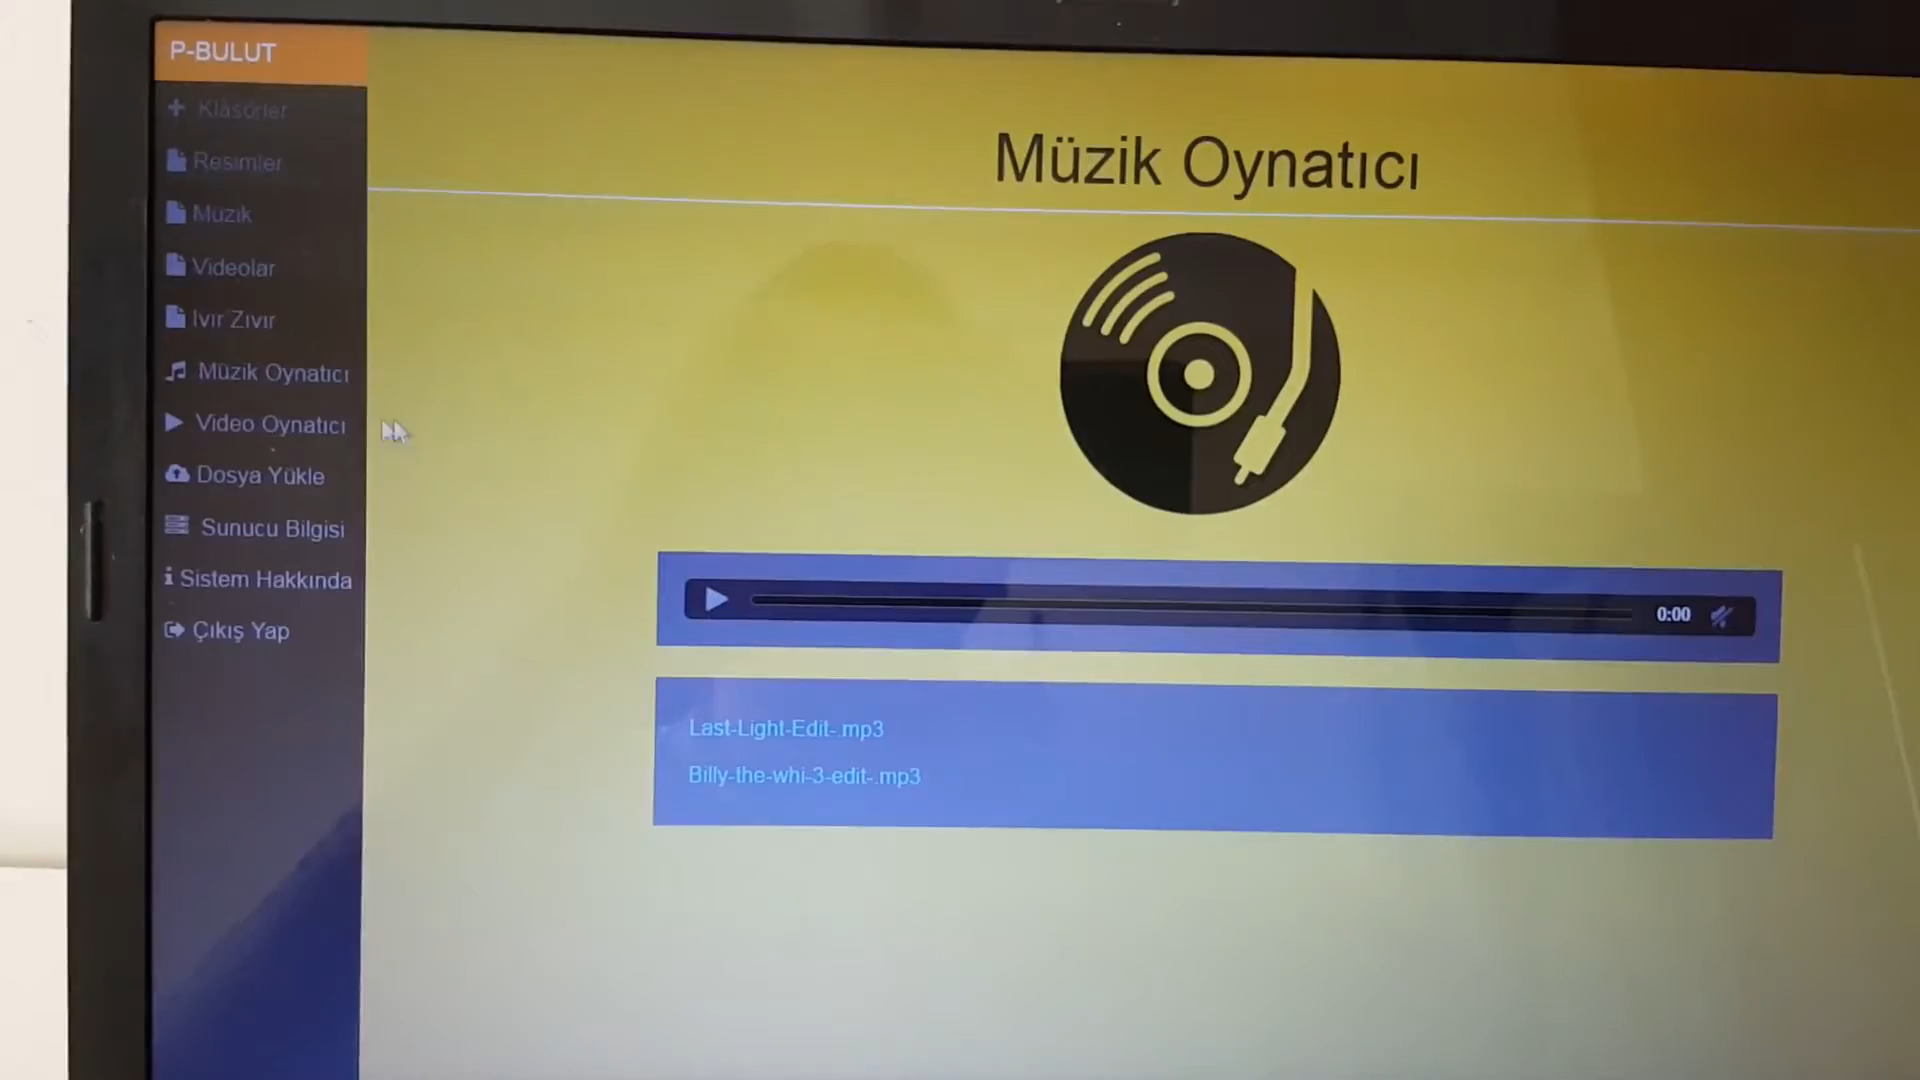 P-BULUT
Klasörler
Resimler
Müzik
Videolar
Ivır Zıvır
Müzik Oynatıcı
Video Oynatıcı
Dosya Yükle
Sunucu Bilgisi
Sistem Hakkında
Çıkış Yap
Müzik Oynatıcı
0:00
Last-Light-Edit-.mp3
Billy-the-whi-3-edit-.mp3